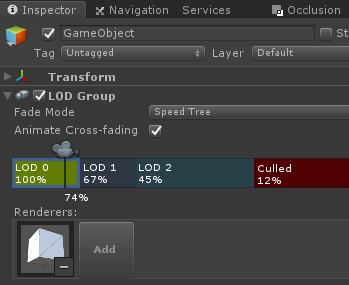 Inspector Navigation Services Occlusion
GameObject St
Tag Untagged Layer Default
Transform
LOD Group
Fade Mode Speed Tree
Animate Cross-fading
LOD 0 LOD 1 LOD 2 Culled
100% 67% 45% 12%
74%
Renderers:
Add